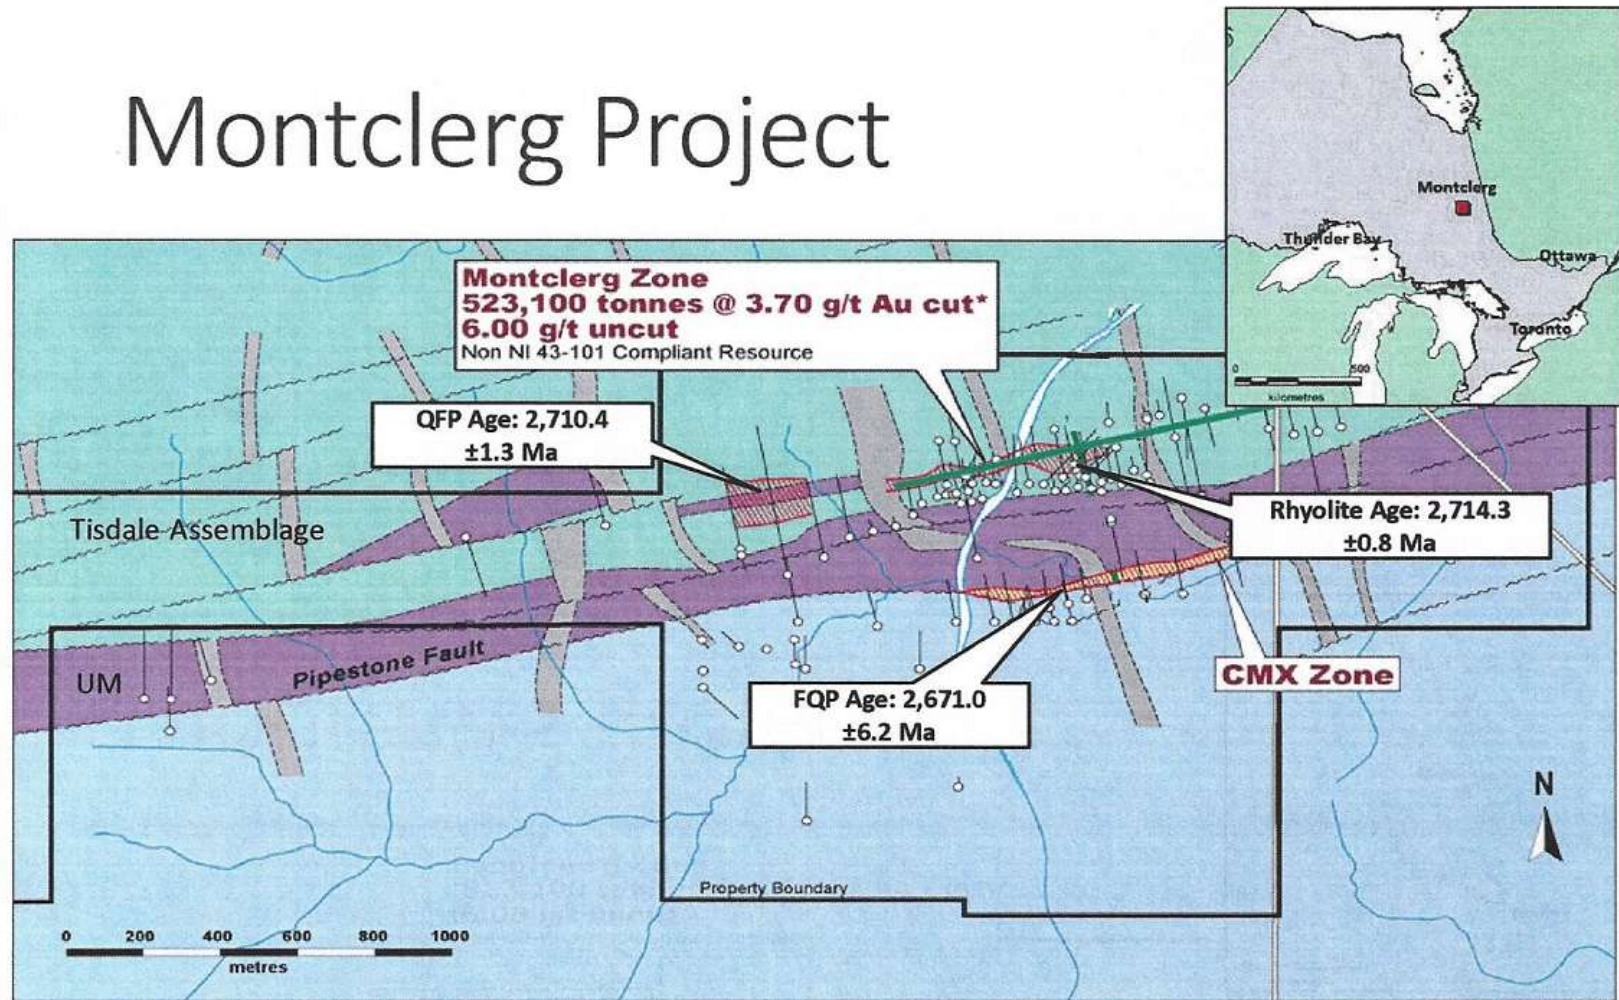 Montclerg Project
Montclerg
Thunder Bay
Ottawa
Toronto
0 500
kilometres
Montclerg Zone
523,100 tonnes @ 3.70 g/t Au cut*
6.00 g/t uncut
Non NI 43-101 Compliant Resource
QFP Age: 2,710.4
±1.3 Ma
Tisdale Assemblage
Rhyolite Age: 2,714.3
±0.8 Ma
UM
Pipestone Fault
CMX Zone
FQP Age: 2,671.0
±6.2 Ma
N
Property Boundary
0 200 400 600 800 1000
metres